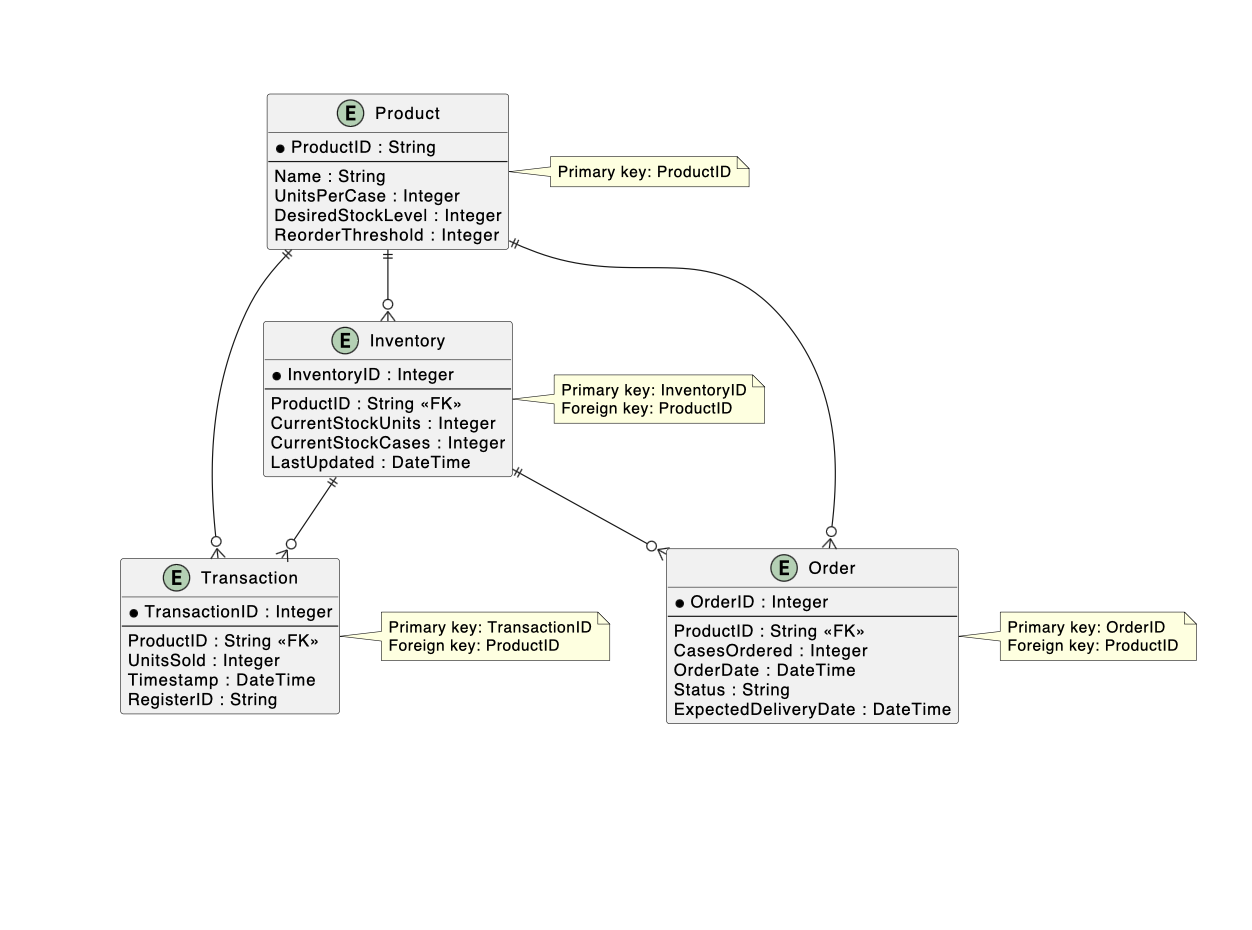 E Product
ProductID : String
Name : String
UnitsPerCase : Integer
DesiredStockLevel : Integer
ReorderThreshold : Integer
Primary key: ProductID
E Inventory
InventoryID : Integer
ProductID : String «FK»
CurrentStockUnits : Integer
CurrentStockCases : Integer
LastUpdated : DateTime
Primary key: InventoryID
Foreign key: ProductID
E Transaction
TransactionID : Integer
ProductID : String «FK»
UnitsSold : Integer
Timestamp : DateTime
RegisterID : String
Primary key: TransactionID
Foreign key: ProductID
E Order
OrderID : Integer
ProductID : String «FK»
CasesOrdered : Integer
OrderDate : DateTime
Status : String
ExpectedDeliveryDate : DateTime
Primary key: OrderID
Foreign key: ProductID